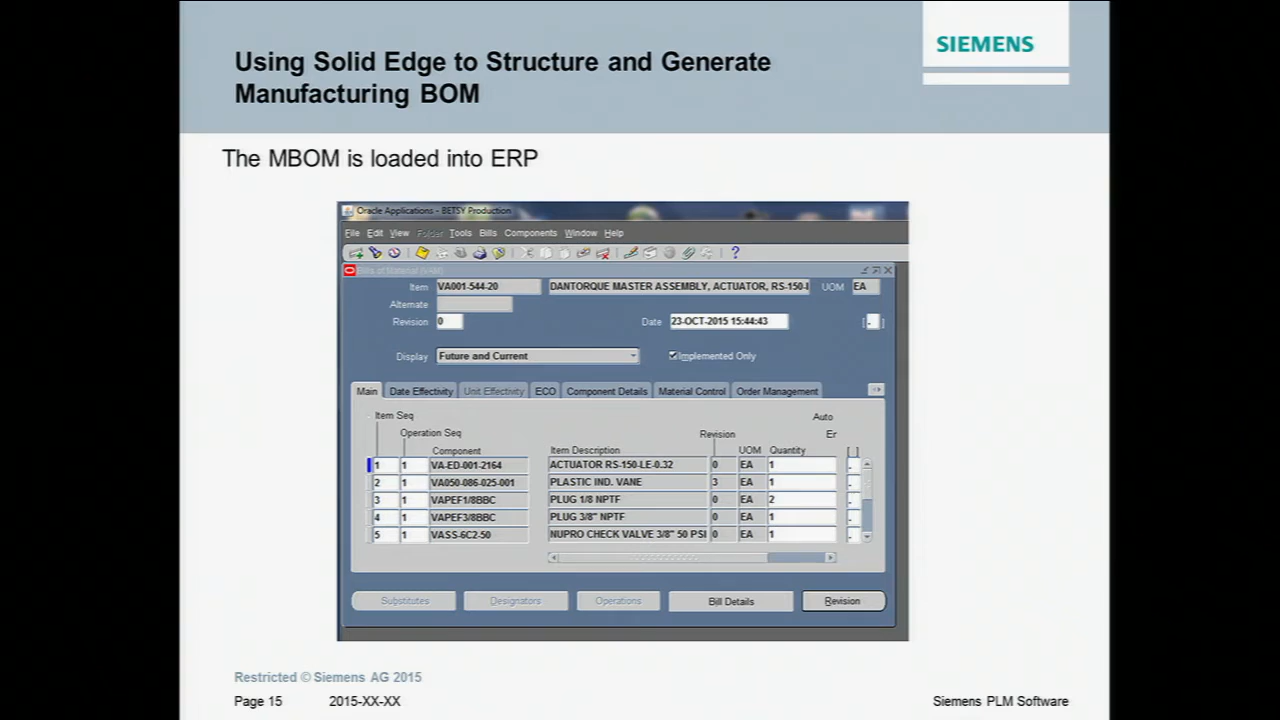 SIEMENS
Using Solid Edge to Structure and Generate
Manufacturing BOM
The MBOM is loaded into ERP
Oracle Applications - BETSY Production
File Edit View Folder Tools Bills Components Window Help
Bills of Material (VAM)
Item VA001-544-20 DANTORQUE MASTER ASSEMBLY, ACTUATOR, RS-150- UOM EA
Alternate
Revision 0 Date 23-OCT-2015 15:44:43 [ . ]
Display Future and Current Implemented Only
Main Date Effectivity Unit Effectivity ECO Component Details Material Control Order Management
Item Seq Auto
Operation Seq Revision Er
Component Item Description UOM Quantity [ ]
1 1 VA-ED-001-2164 ACTUATOR RS-150-LE-0.32 0 EA 1 .
2 1 VA050-086-025-001 PLASTIC IND. VANE 3 EA 1 .
3 1 VAPEF1/8BBC PLUG 1/8 NPTF 0 EA 2 .
4 1 VAPEF3/8BBC PLUG 3/8" NPTF 0 EA 1 .
5 1 VASS-6C2-50 NUPRO CHECK VALVE 3/8" 50 PSI 0 EA 1 .
Substitutes Designators Operations Bill Details Revision
Restricted © Siemens AG 2015
Page 15 2015-XX-XX Siemens PLM Software